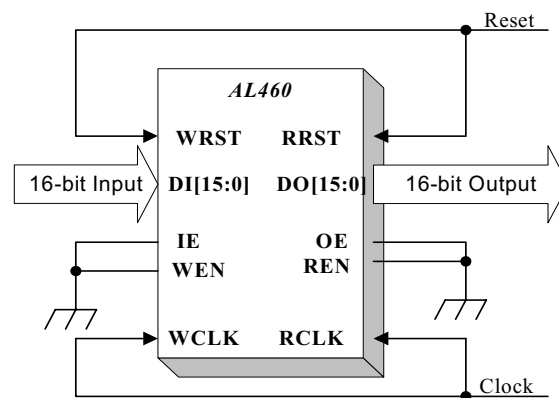 Reset
AL460
WRST RRST
16-bit Input DI[15:0] DO[15:0] 16-bit Output
IE OE
WEN REN
WCLK RCLK
Clock